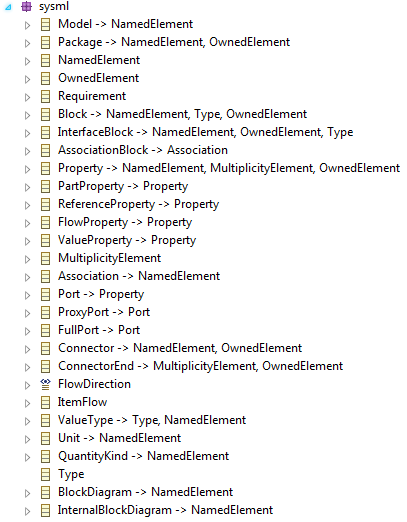 sysml
Model -> NamedElement
Package -> NamedElement, OwnedElement
NamedElement
OwnedElement
Requirement
Block -> NamedElement, Type, OwnedElement
InterfaceBlock -> NamedElement, OwnedElement, Type
AssociationBlock -> Association
Property -> NamedElement, MultiplicityElement, OwnedElement
PartProperty -> Property
ReferenceProperty -> Property
FlowProperty -> Property
ValueProperty -> Property
MultiplicityElement
Association -> NamedElement
Port -> Property
ProxyPort -> Port
FullPort -> Port
Connector -> NamedElement, OwnedElement
ConnectorEnd -> MultiplicityElement, OwnedElement
FlowDirection
ItemFlow
ValueType -> Type, NamedElement
Unit -> NamedElement
QuantityKind -> NamedElement
Type
BlockDiagram -> NamedElement
InternalBlockDiagram -> NamedElement